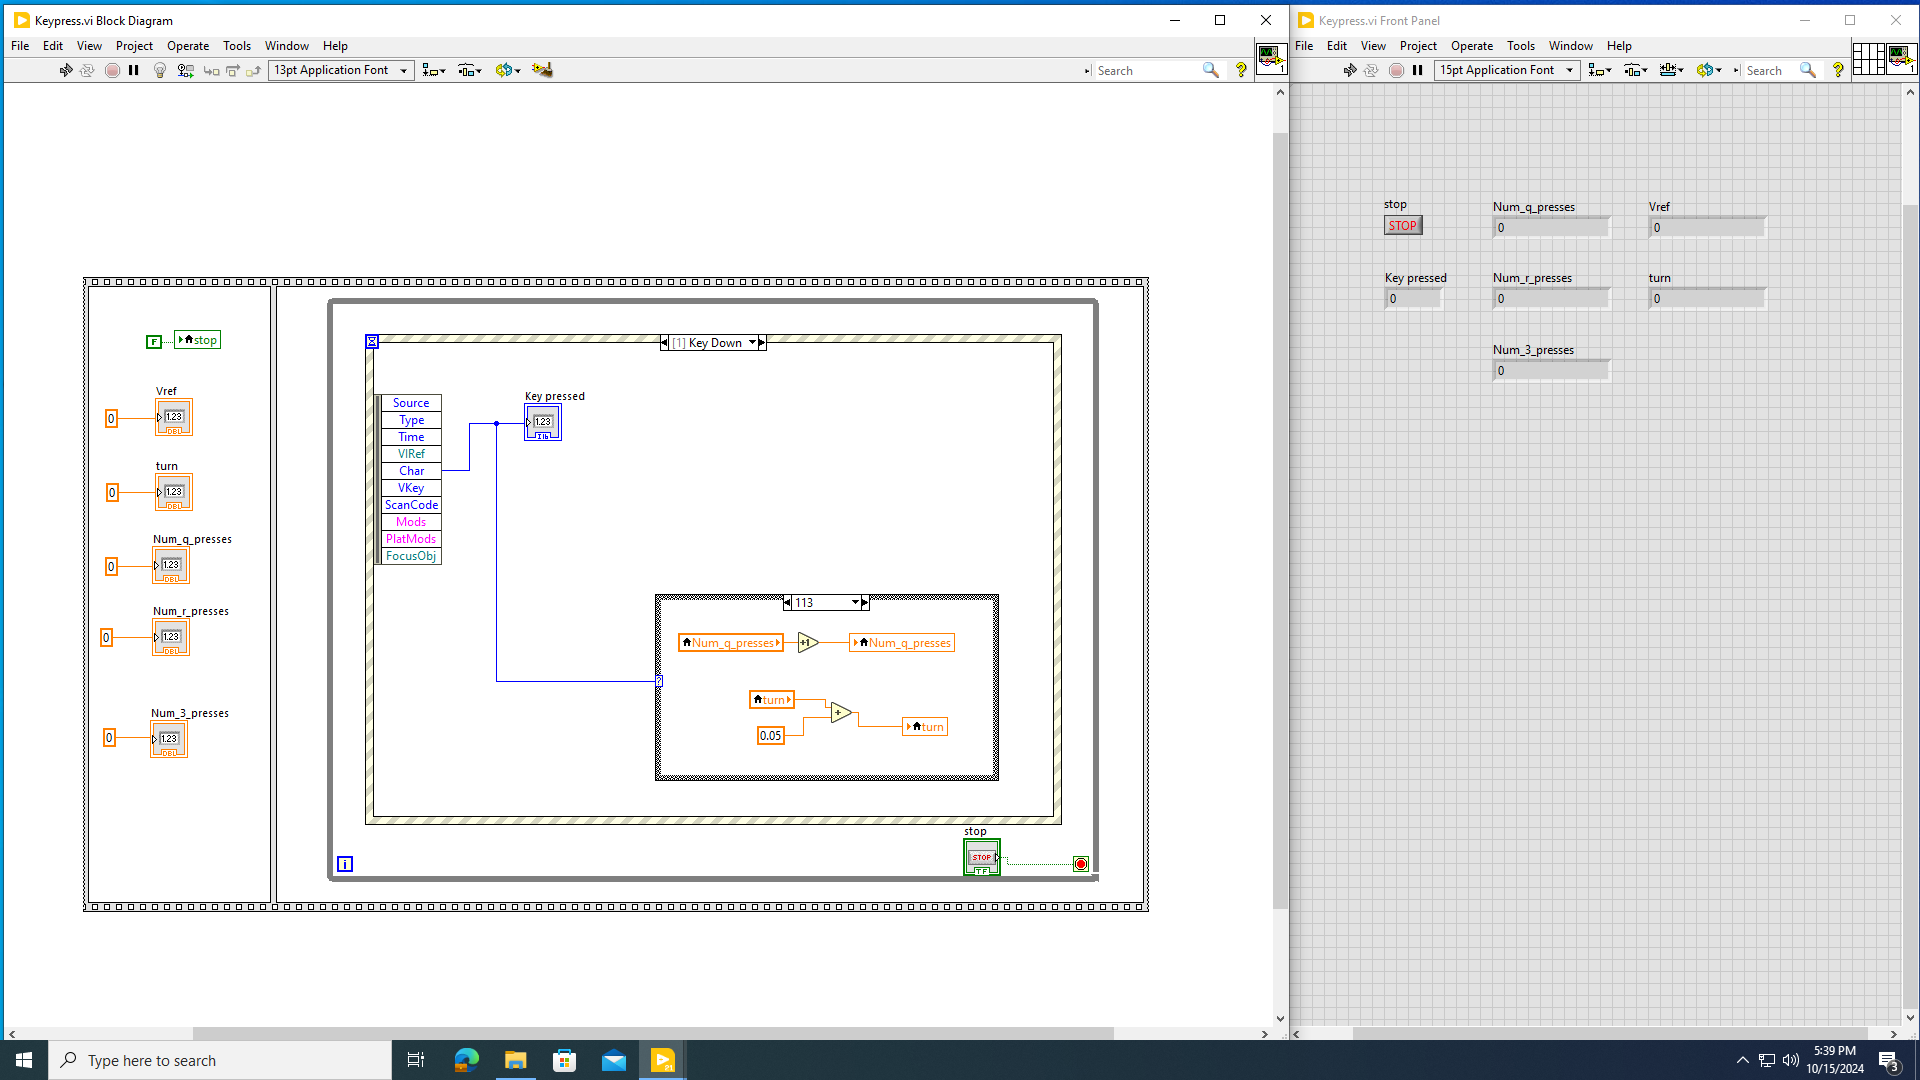 Keypress.vi Block Diagram
File Edit View Project Operate Tools Window Help
13pt Application Font
Search
?
1
stop
F
stop
Vref
0
1.23
DBL
turn
0
1.23
DBL
Num_q_presses
0
1.23
DBL
Num_r_presses
0
1.23
DBL
Num_3_presses
0
1.23
DBL
[1] Key Down
Source
Type
Time
VIRef
Char
VKey
ScanCode
Mods
PlatMods
FocusObj
Key pressed
1.23
I16
113
Num_q_presses
+1
Num_q_presses
?
turn
+
0.05
turn
i
stop
STOP
TF
Keypress.vi Front Panel
File Edit View Project Operate Tools Window Help
15pt Application Font
Search
?
1
stop
STOP
Num_q_presses
0
Vref
0
Key pressed
0
Num_r_presses
0
turn
0
Num_3_presses
0
Type here to search
21
5:39 PM
10/15/2024
3